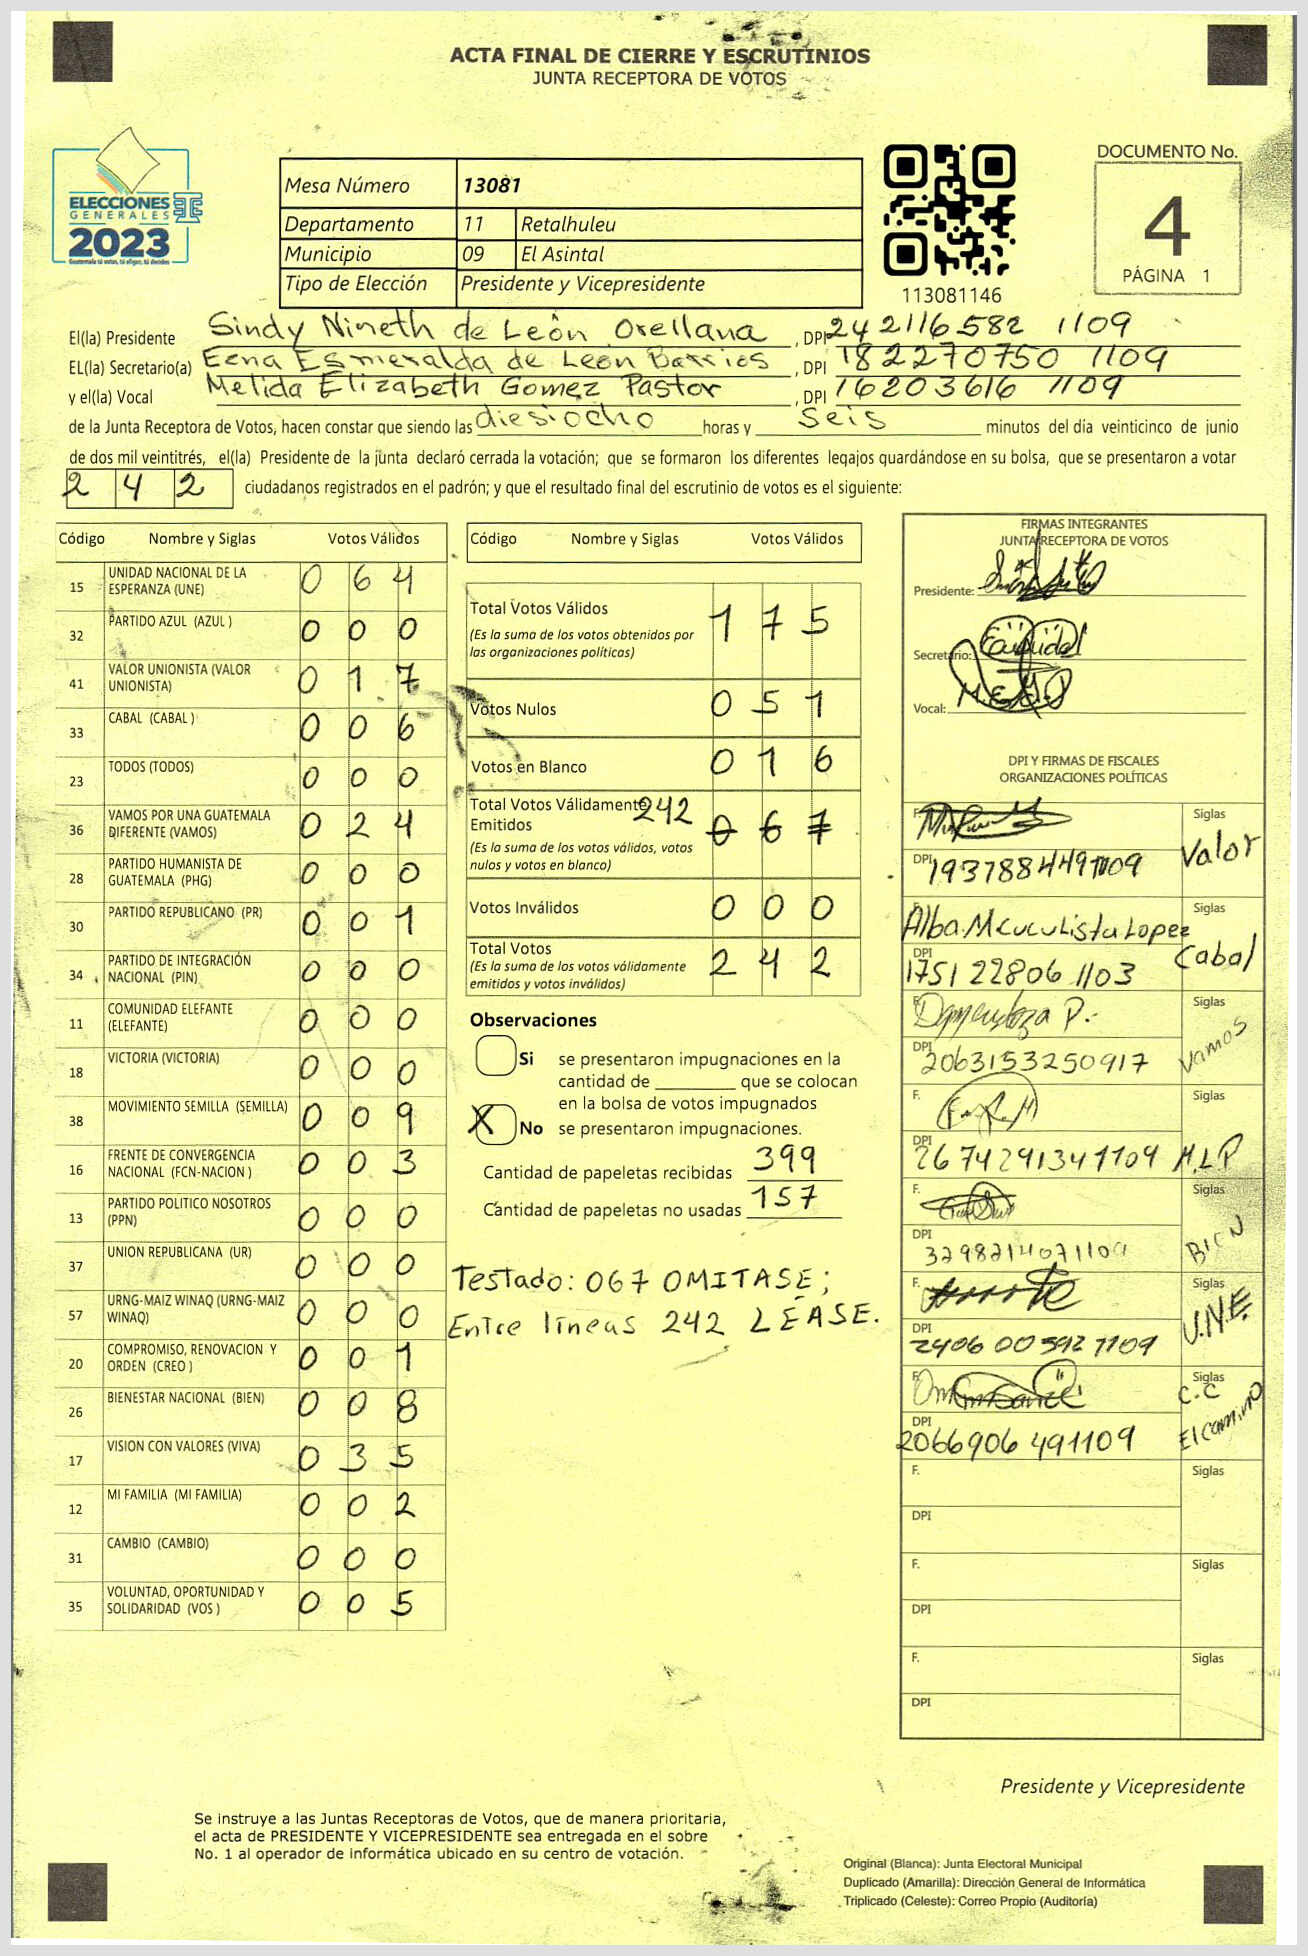 ACTA FINAL DE CIERRE Y ESCRUTINIOS
JUNTA RECEPTORA DE VOTOS
ELECCIONES
GENERALES
2023
Guatemala tú votas, tú eliges, tú decides
Mesa Número 13081
Departamento 11 Retalhuleu
Municipio 09 El Asintal
Tipo de Elección Presidente y Vicepresidente
113081146
DOCUMENTO No.
4
PÁGINA 1
El(la) Presidente Sindy Nineth de León Orellana, DPI 242116582 1109
EL(la) Secretario(a) Esmeralda de León Barrios, DPI 182270750 1109
y el(la) Vocal Melida Elizabeth Gomez Pastor, DPI 16203616 1109
de la Junta Receptora de Votos, hacen constar que siendo las diesiocho horas y seis minutos del día veinticinco de junio
de dos mil veintitrés, el(la) Presidente de la junta declaró cerrada la votación; que se formaron los diferentes legajos guardándose en su bolsa, que se presentaron a votar
2 4 2 ciudadanos registrados en el padrón; y que el resultado final del escrutinio de votos es el siguiente:
Código Nombre y Siglas Votos Válidos
15 UNIDAD NACIONAL DE LA ESPERANZA (UNE) 0 6 4
32 PARTIDO AZUL (AZUL ) 0 0 0
41 VALOR UNIONISTA (VALOR UNIONISTA) 0 1 7
33 CABAL (CABAL ) 0 0 6
23 TODOS (TODOS) 0 0 0
36 VAMOS POR UNA GUATEMALA DIFERENTE (VAMOS) 0 2 4
28 PARTIDO HUMANISTA DE GUATEMALA (PHG) 0 0 0
30 PARTIDO REPUBLICANO (PR) 0 0 1
34 PARTIDO DE INTEGRACIÓN NACIONAL (PIN) 0 0 0
11 COMUNIDAD ELEFANTE (ELEFANTE) 0 0 0
18 VICTORIA (VICTORIA) 0 0 0
38 MOVIMIENTO SEMILLA (SEMILLA) 0 0 9
16 FRENTE DE CONVERGENCIA NACIONAL (FCN-NACION ) 0 0 3
13 PARTIDO POLITICO NOSOTROS (PPN) 0 0 0
37 UNION REPUBLICANA (UR) 0 0 0
57 URNG-MAIZ WINAQ (URNG-MAIZ WINAQ) 0 0 0
20 COMPROMISO, RENOVACION Y ORDEN (CREO ) 0 0 1
26 BIENESTAR NACIONAL (BIEN) 0 0 8
17 VISION CON VALORES (VIVA) 0 3 5
12 MI FAMILIA (MI FAMILIA) 0 0 2
31 CAMBIO (CAMBIO) 0 0 0
35 VOLUNTAD, OPORTUNIDAD Y SOLIDARIDAD (VOS ) 0 0 5
Código Nombre y Siglas Votos Válidos
Total Votos Válidos 1 7 5
(Es la suma de los votos obtenidos por las organizaciones políticas)
Votos Nulos 0 5 1
Votos en Blanco 0 1 6
Total Votos Válidamente Emitidos 242 0 6 7
(Es la suma de los votos válidos, votos nulos y votos en blanco)
Votos Inválidos 0 0 0
Total Votos 2 4 2
(Es la suma de los votos válidamente emitidos y votos inválidos)
Observaciones
Si se presentaron impugnaciones en la
cantidad de ________ que se colocan
en la bolsa de votos impugnados
X No se presentaron impugnaciones.
Cantidad de papeletas recibidas 399
Cantidad de papeletas no usadas 157
Testado: 067 OMITASE;
Entre líneas 242 LÉASE.
FIRMAS INTEGRANTES
JUNTA RECEPTORA DE VOTOS
Presidente:
Secretario:
Vocal:
DPI Y FIRMAS DE FISCALES
ORGANIZACIONES POLÍTICAS
F. Siglas
DPI Valor
F. Siglas
DPI 175122806 1103 Cabal
F. Siglas
DPI 2063153250917 Vamos
F. Siglas
DPI 2674291341109 M.L.P
F. Siglas
DPI 3298214071109 BIEN
F. Siglas
DPI 2406 00592 1109 U.N.E
F. Siglas
DPI 2066906 491109 C.C El camino
F. Siglas
DPI
F. Siglas
DPI
F. Siglas
DPI
Presidente y Vicepresidente
Se instruye a las Juntas Receptoras de Votos, que de manera prioritaria,
el acta de PRESIDENTE Y VICEPRESIDENTE sea entregada en el sobre
No. 1 al operador de informática ubicado en su centro de votación.
Original (Blanca): Junta Electoral Municipal
Duplicado (Amarilla): Dirección General de Informática
Triplicado (Celeste): Correo Propio (Auditoría)